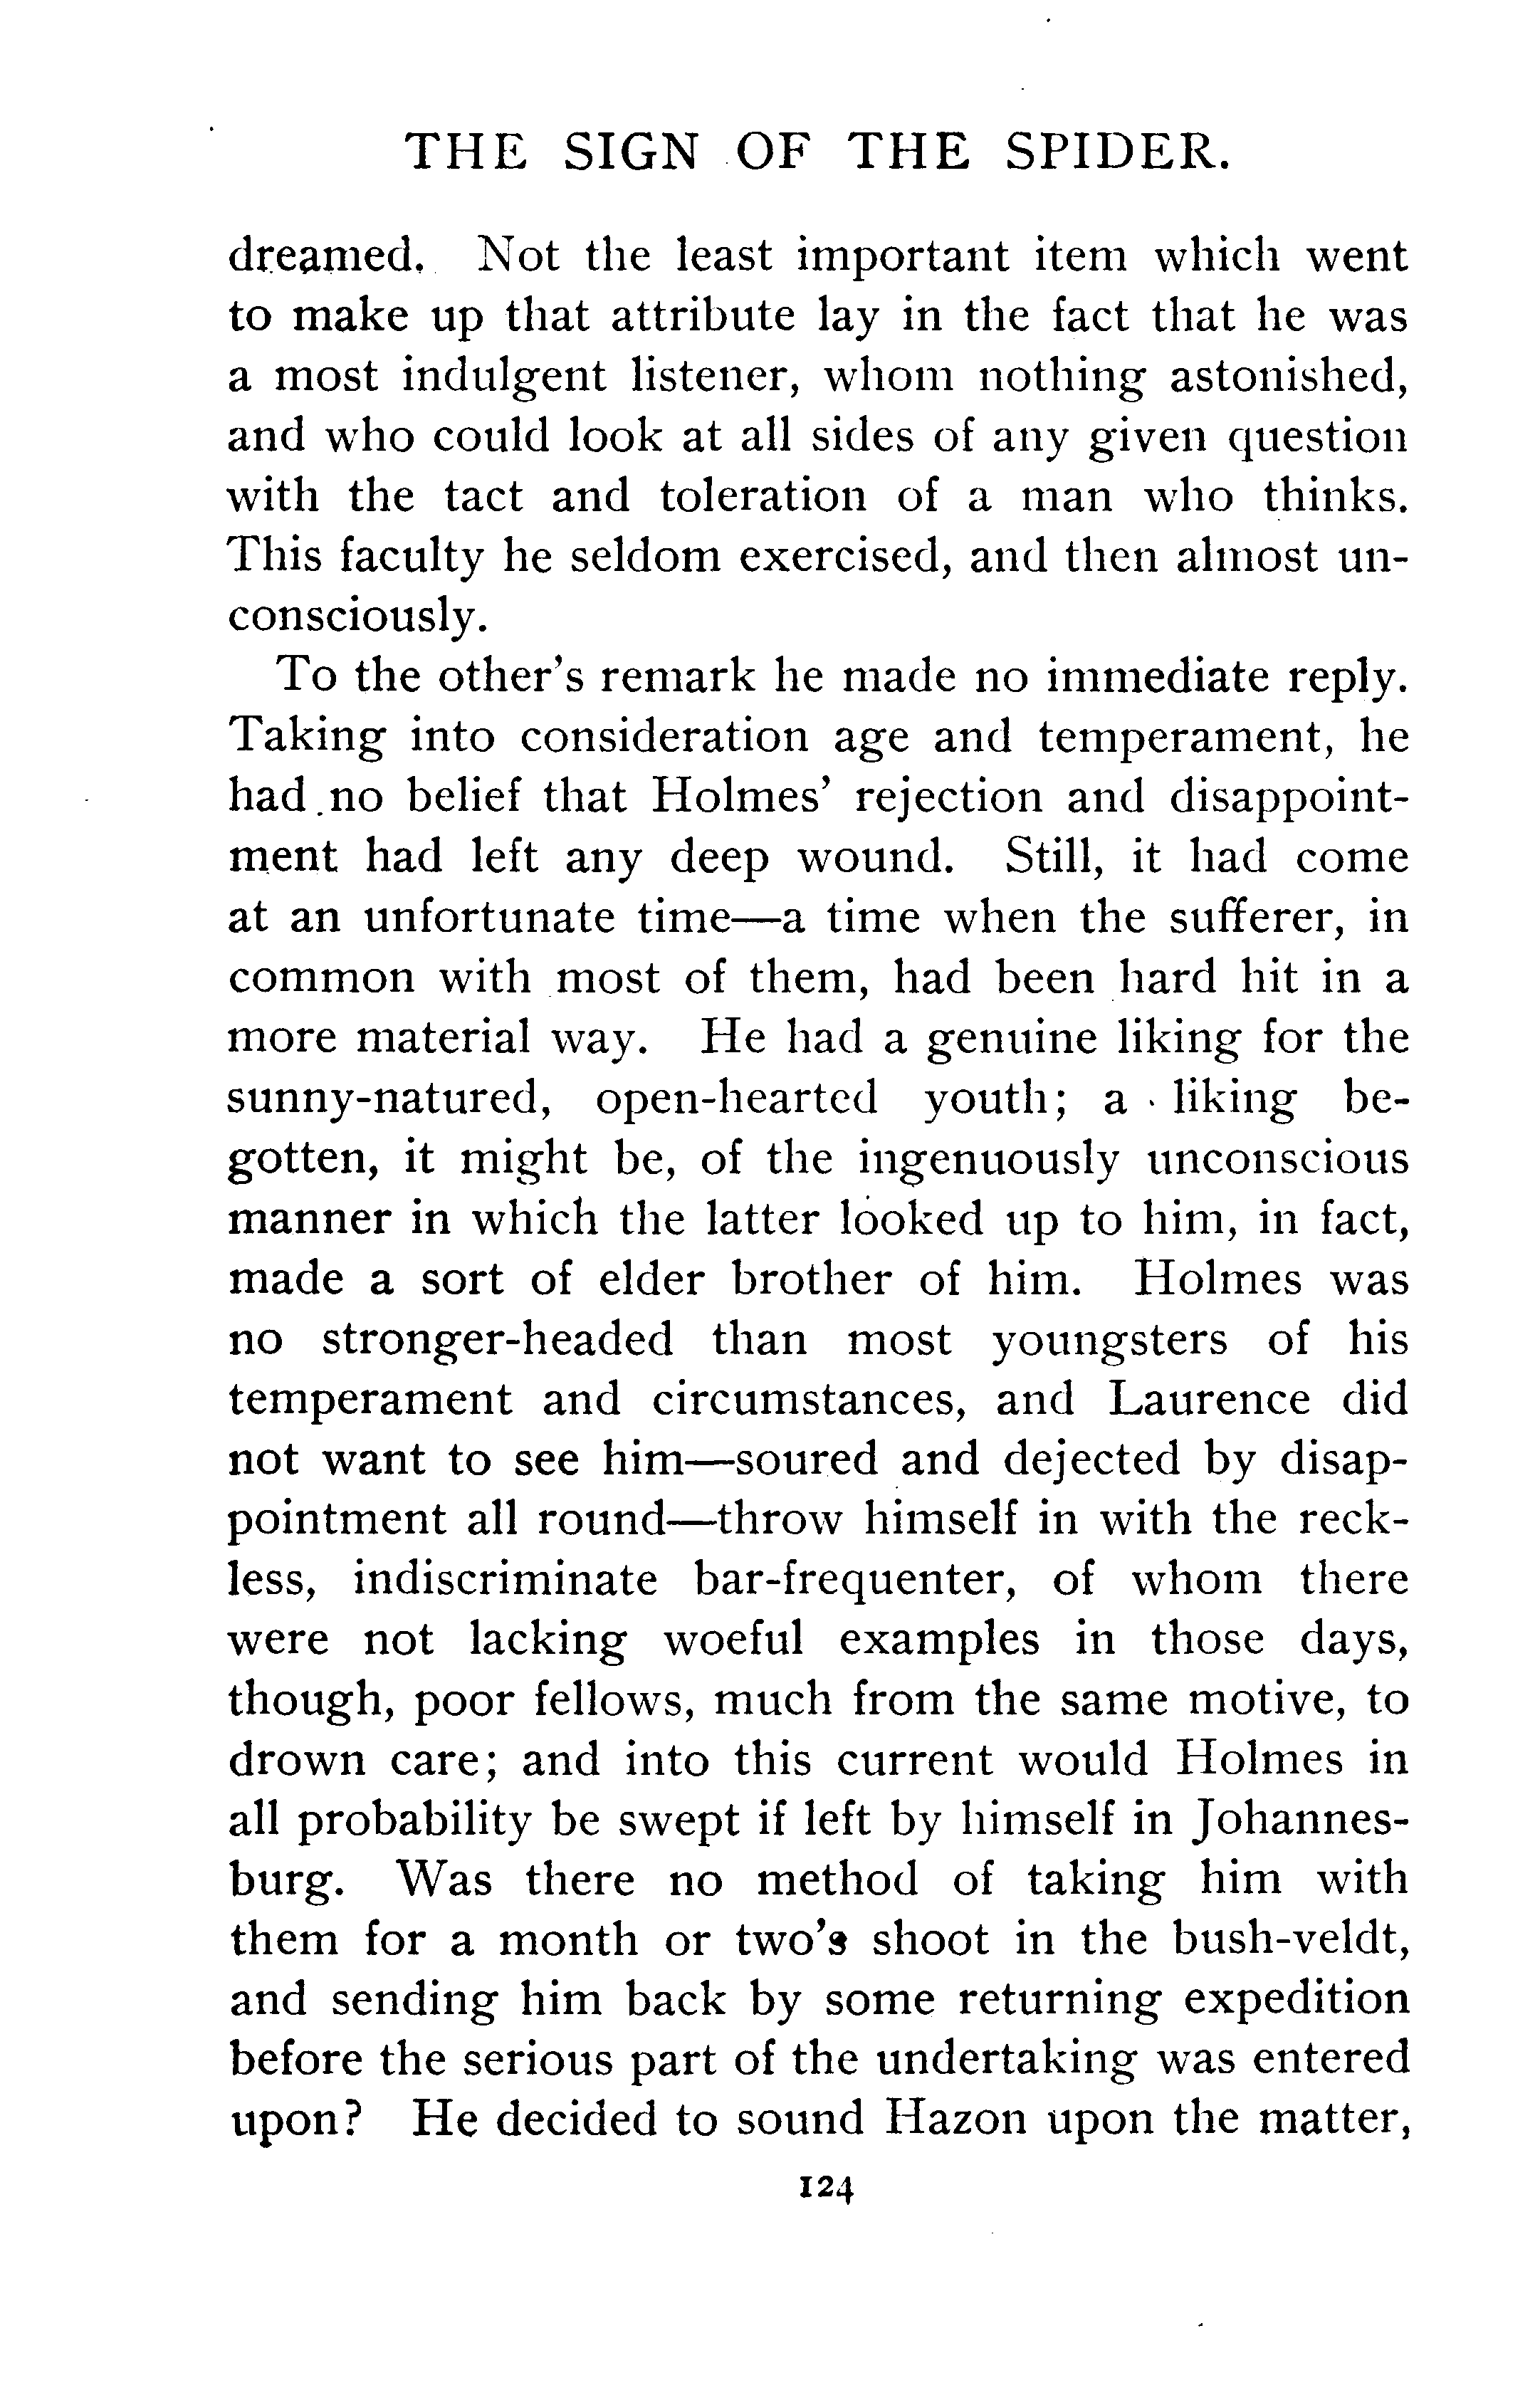 THE SIGN OF THE SPIDER.
dreamed. Not the least important item which went
to make up that attribute lay in the fact that he was
a most indulgent listener, whom nothing astonished,
and who could look at all sides of any given question
with the tact and toleration of a man who thinks.
This faculty he seldom exercised, and then almost un-
consciously.
To the other's remark he made no immediate reply.
Taking into consideration age and temperament, he
had no belief that Holmes' rejection and disappoint-
ment had left any deep wound. Still, it had come
at an unfortunate time—a time when the sufferer, in
common with most of them, had been hard hit in a
more material way. He had a genuine liking for the
sunny-natured, open-hearted youth; a liking be-
gotten, it might be, of the ingenuously unconscious
manner in which the latter looked up to him, in fact,
made a sort of elder brother of him. Holmes was
no stronger-headed than most youngsters of his
temperament and circumstances, and Laurence did
not want to see him—soured and dejected by disap-
pointment all round—throw himself in with the reck-
less, indiscriminate bar-frequenter, of whom there
were not lacking woeful examples in those days,
though, poor fellows, much from the same motive, to
drown care; and into this current would Holmes in
all probability be swept if left by himself in Johannes-
burg. Was there no method of taking him with
them for a month or two's shoot in the bush-veldt,
and sending him back by some returning expedition
before the serious part of the undertaking was entered
upon? He decided to sound Hazon upon the matter,
124